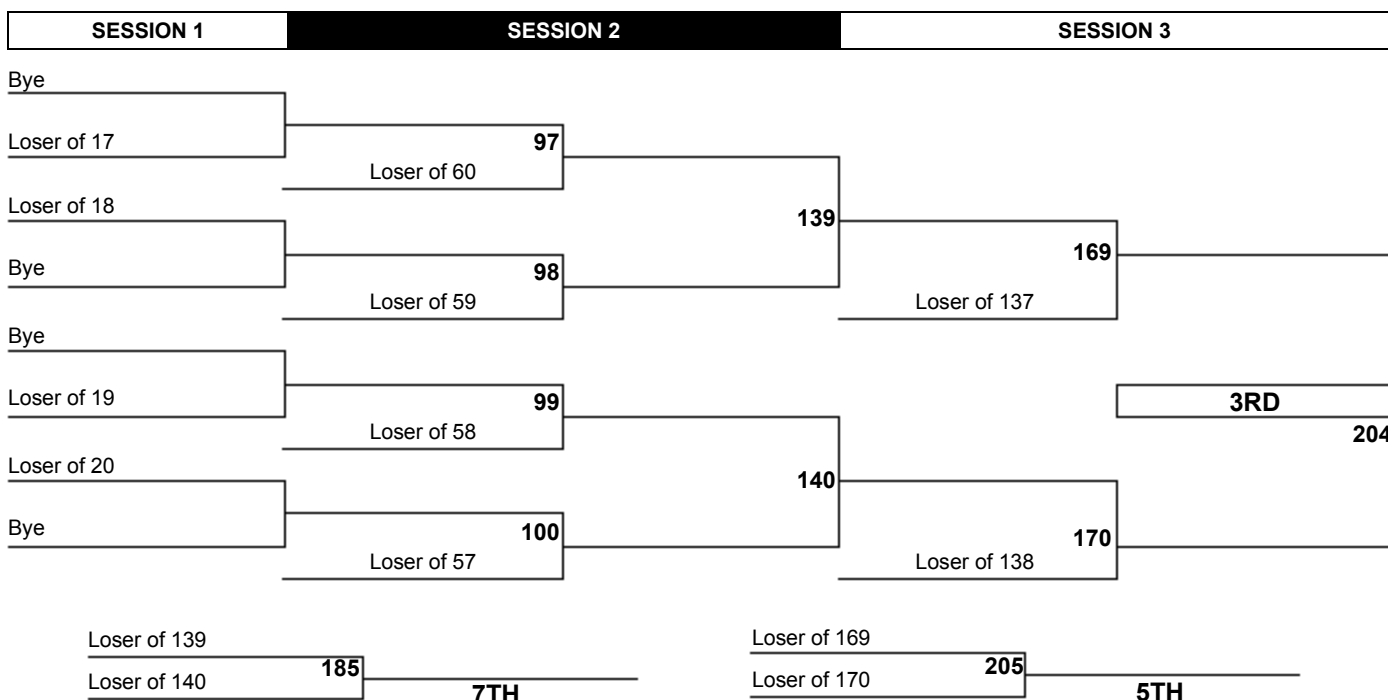 SESSION 1 SESSION 2 SESSION 3
Bye
Loser of 17
97
Loser of 60
Loser of 18
139
Bye
98
169
Loser of 59
Loser of 137
Bye
Loser of 19
99
3RD
Loser of 58
204
Loser of 20
140
Bye
100
170
Loser of 57
Loser of 138
Loser of 139
185
Loser of 140
7TH
Loser of 169
205
Loser of 170
5TH